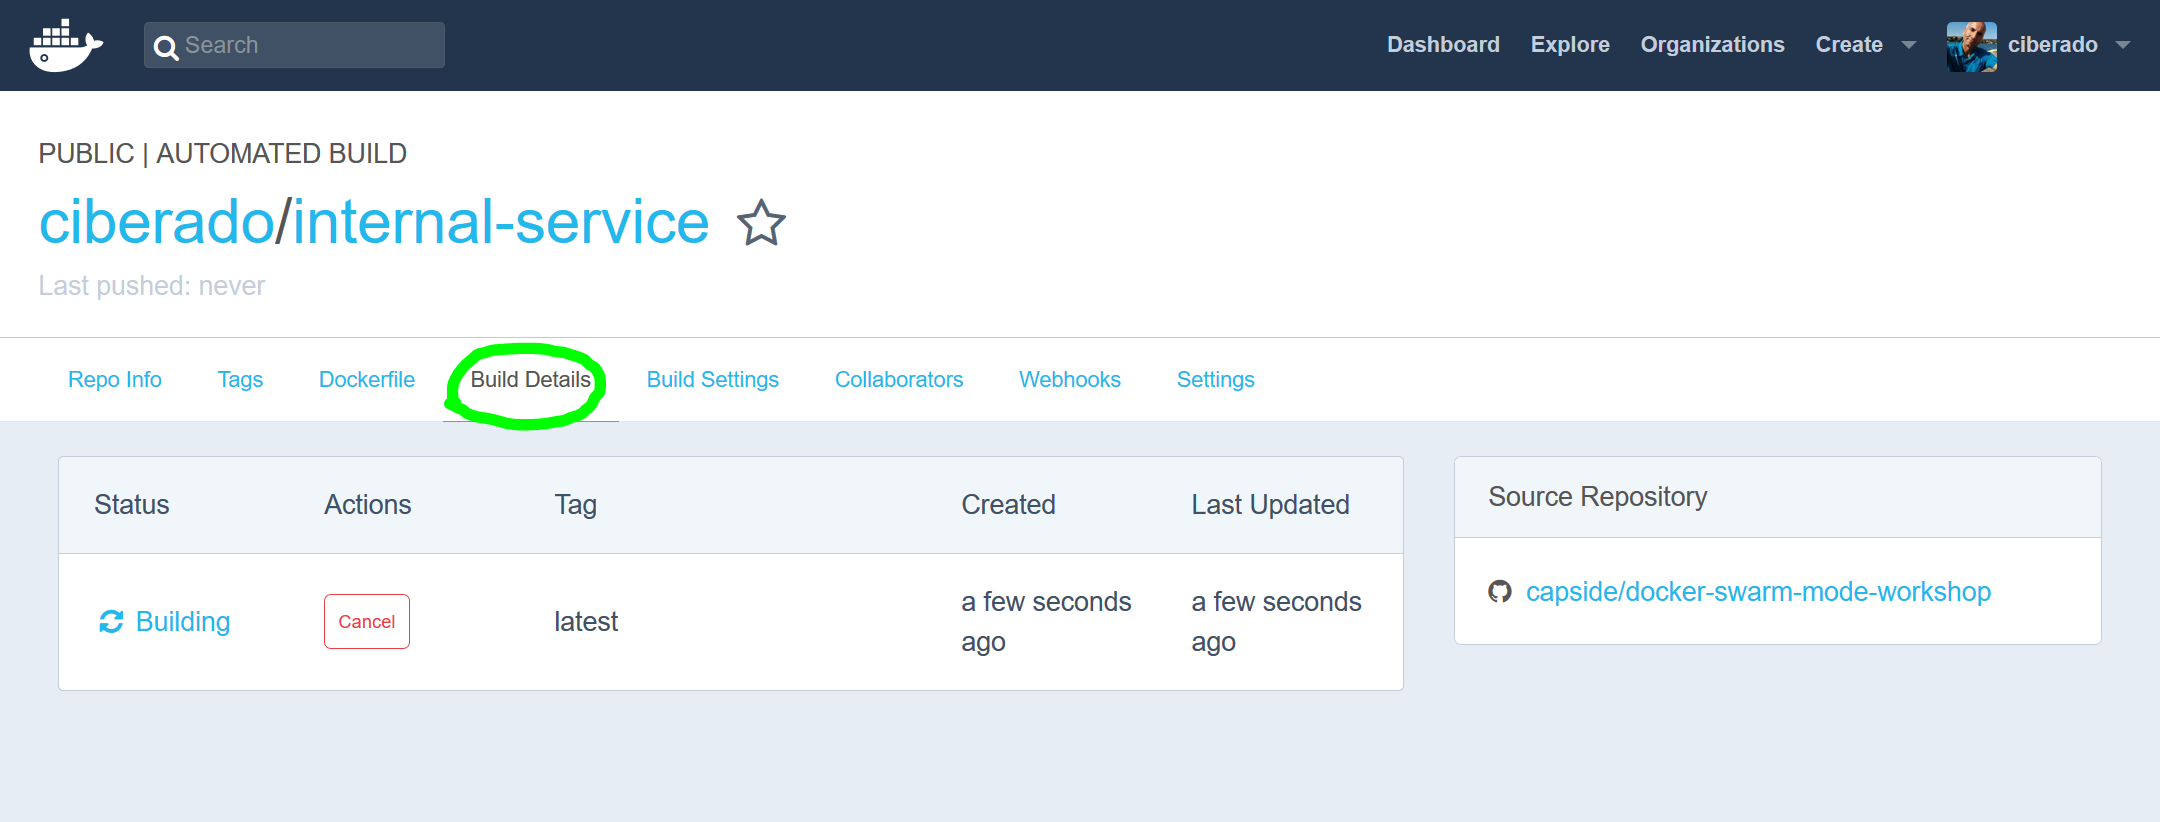 Search
Dashboard Explore Organizations Create ciberado
PUBLIC | AUTOMATED BUILD
ciberado/internal-service
Last pushed: never
Repo Info Tags Dockerfile Build Details Build Settings Collaborators Webhooks Settings
Status Actions Tag Created Last Updated
Building Cancel latest a few seconds ago a few seconds ago
Source Repository
capside/docker-swarm-mode-workshop